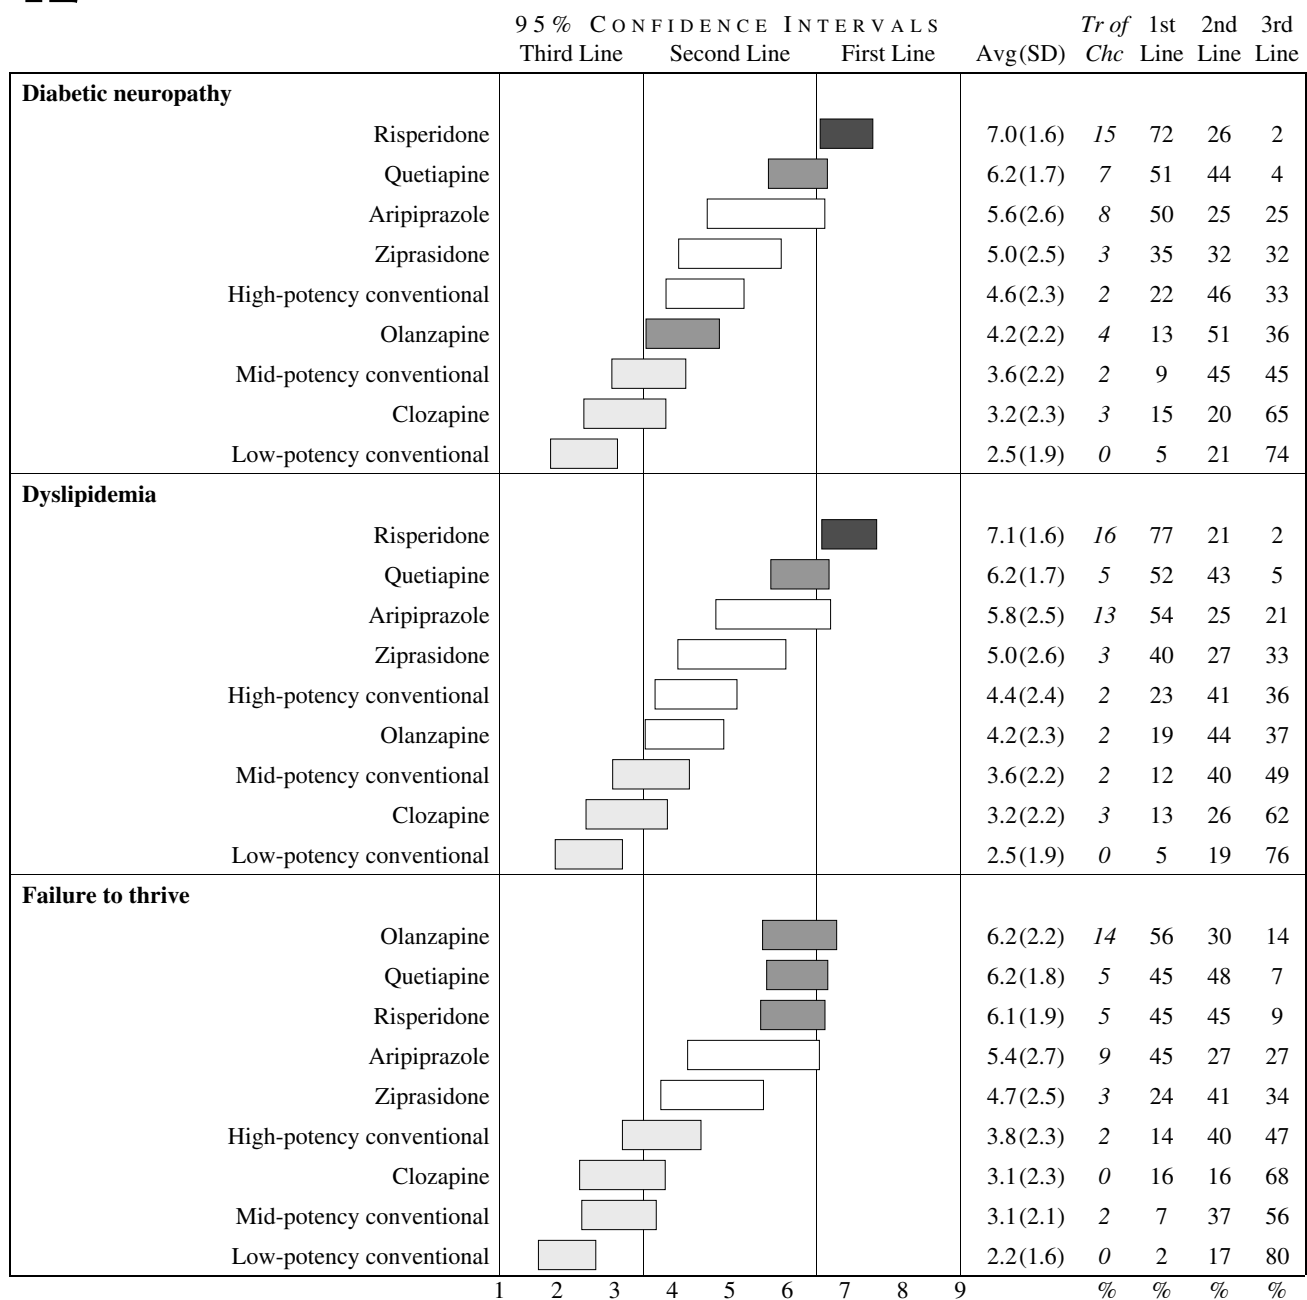 95% CONFIDENCE INTERVALS Tr of 1st 2nd 3rd
Third Line Second Line First Line Avg(SD) Chc Line Line Line
Diabetic neuropathy
Risperidone 7.0(1.6) 15 72 26 2
Quetiapine 6.2(1.7) 7 51 44 4
Aripiprazole 5.6(2.6) 8 50 25 25
Ziprasidone 5.0(2.5) 3 35 32 32
High-potency conventional 4.6(2.3) 2 22 46 33
Olanzapine 4.2(2.2) 4 13 51 36
Mid-potency conventional 3.6(2.2) 2 9 45 45
Clozapine 3.2(2.3) 3 15 20 65
Low-potency conventional 2.5(1.9) 0 5 21 74
Dyslipidemia
Risperidone 7.1(1.6) 16 77 21 2
Quetiapine 6.2(1.7) 5 52 43 5
Aripiprazole 5.8(2.5) 13 54 25 21
Ziprasidone 5.0(2.6) 3 40 27 33
High-potency conventional 4.4(2.4) 2 23 41 36
Olanzapine 4.2(2.3) 2 19 44 37
Mid-potency conventional 3.6(2.2) 2 12 40 49
Clozapine 3.2(2.2) 3 13 26 62
Low-potency conventional 2.5(1.9) 0 5 19 76
Failure to thrive
Olanzapine 6.2(2.2) 14 56 30 14
Quetiapine 6.2(1.8) 5 45 48 7
Risperidone 6.1(1.9) 5 45 45 9
Aripiprazole 5.4(2.7) 9 45 27 27
Ziprasidone 4.7(2.5) 3 24 41 34
High-potency conventional 3.8(2.3) 2 14 40 47
Clozapine 3.1(2.3) 0 16 16 68
Mid-potency conventional 3.1(2.1) 2 7 37 56
Low-potency conventional 2.2(1.6) 0 2 17 80
1 2 3 4 5 6 7 8 9 % % % %